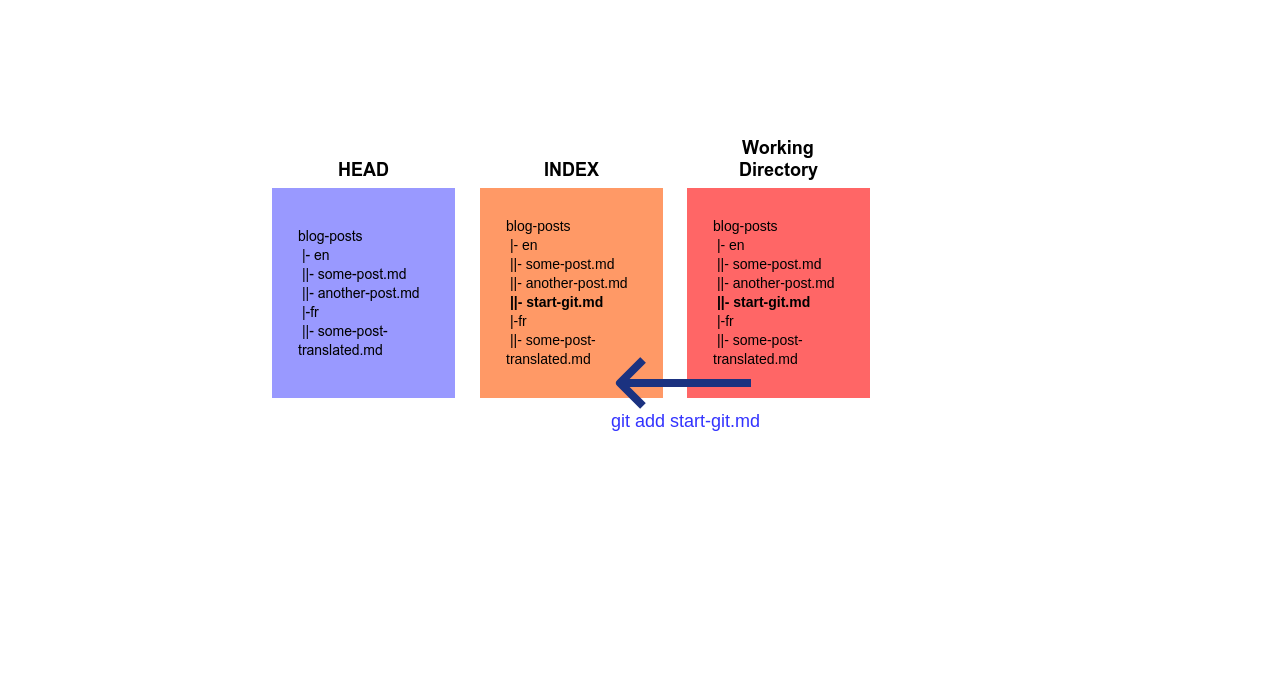 HEAD
blog-posts
|- en
||- some-post.md
||- another-post.md
|-fr
||- some-post-
translated.md
INDEX
blog-posts
|- en
||- some-post.md
||- another-post.md
||- start-git.md
|-fr
||- some-post-
translated.md
Working
Directory
blog-posts
|- en
||- some-post.md
||- another-post.md
||- start-git.md
|-fr
||- some-post-
translated.md
git add start-git.md